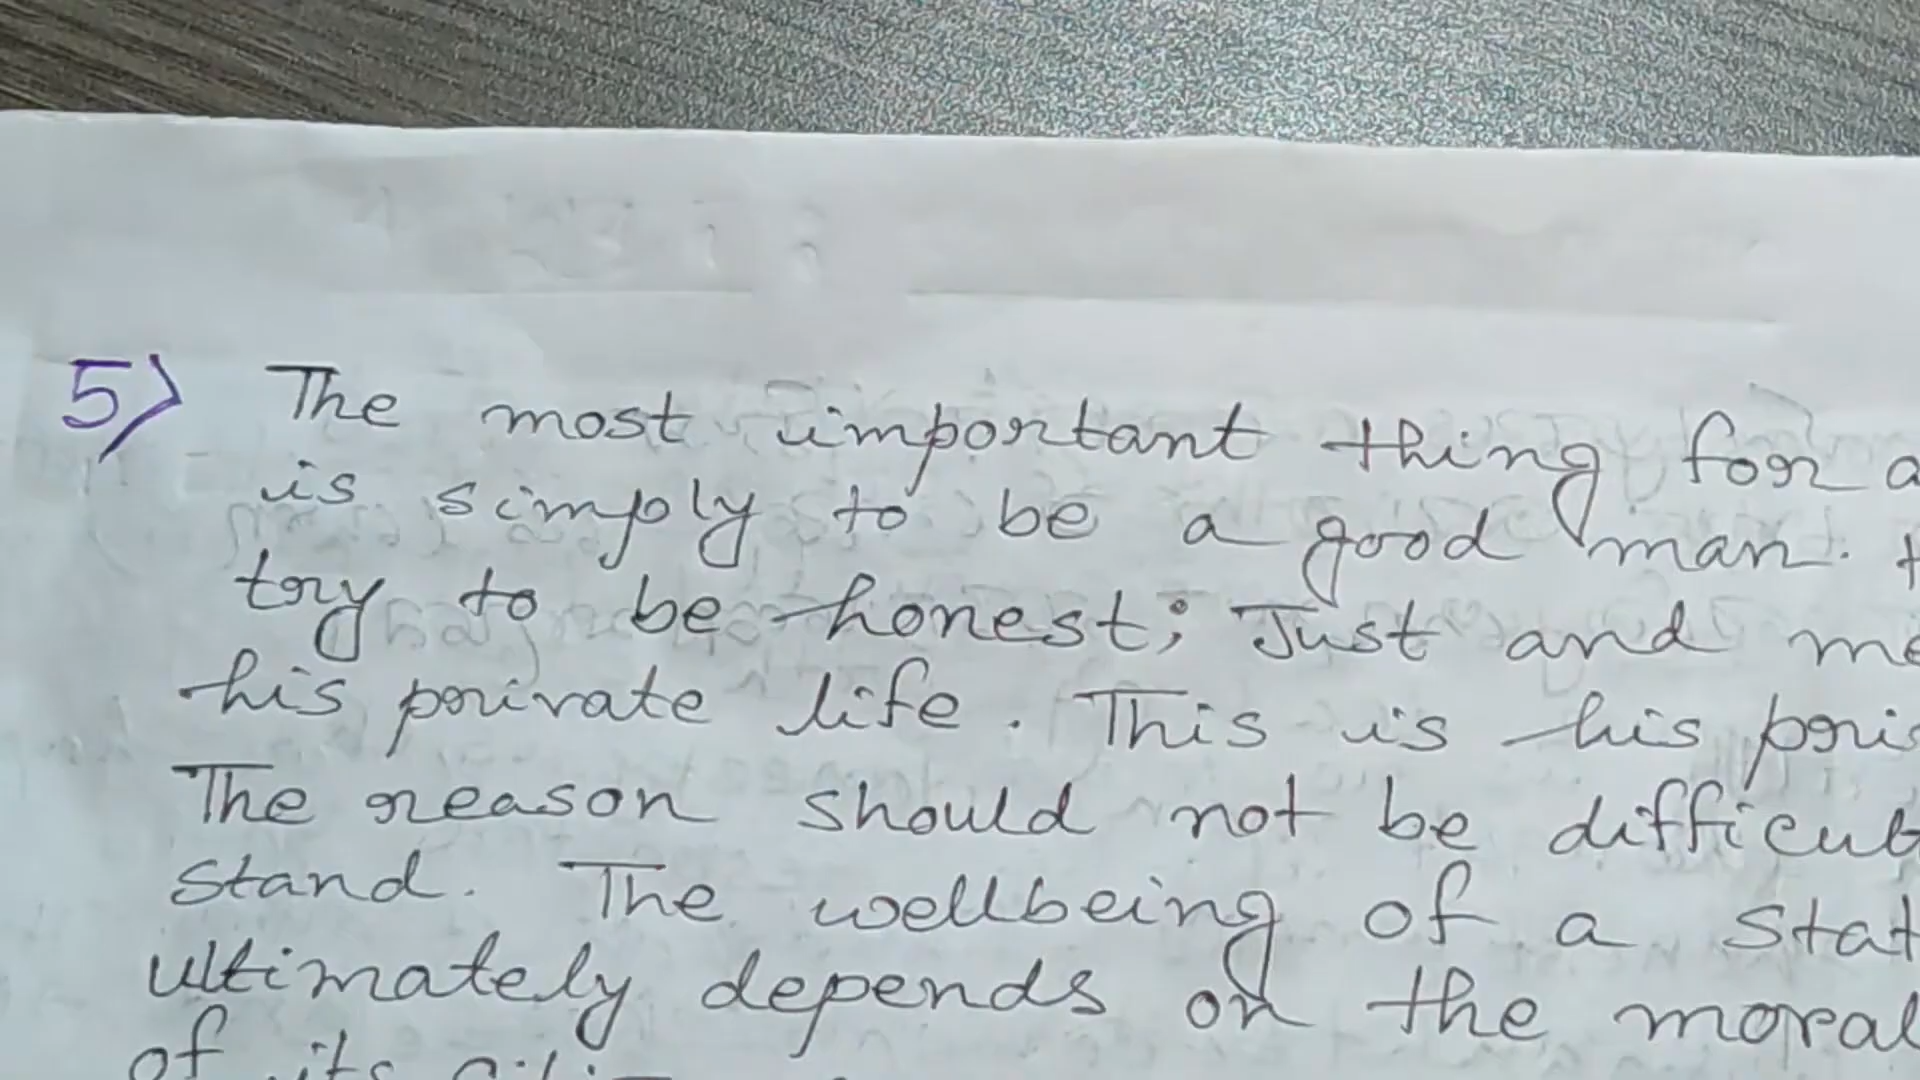 5) The most important thing for a
is simply to be a good man.
try to be honest; Just and
his private life. This is his
The reason should not be
stand. The wellbeing of a
ultimately depends on the moral
of its